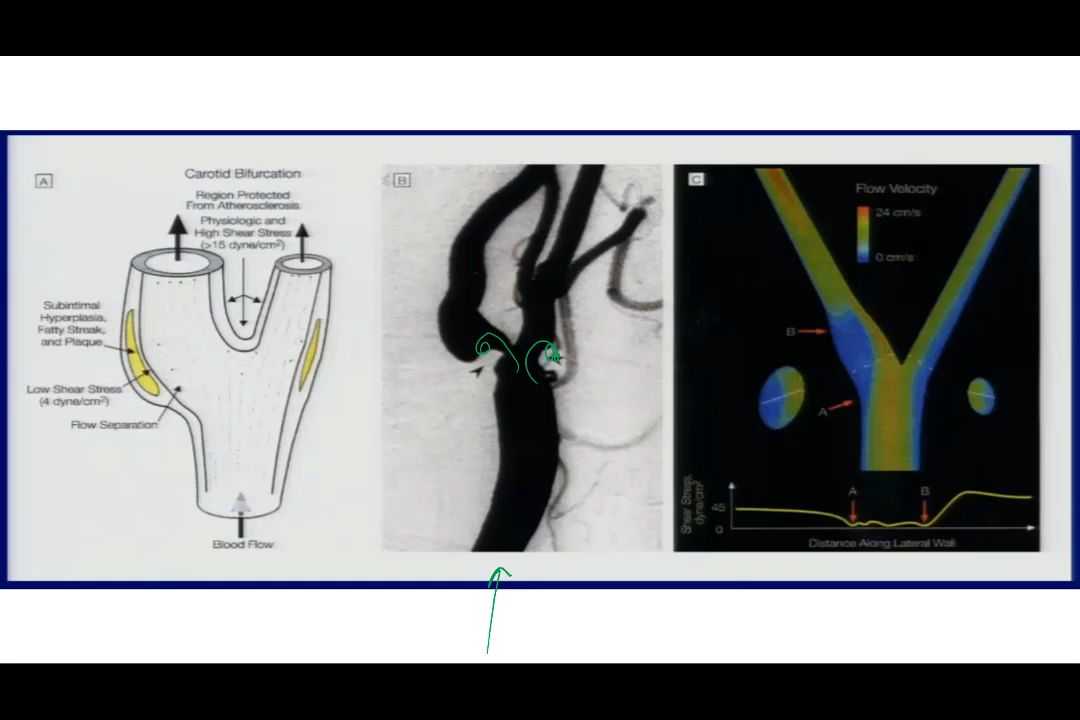 A
Carotid Bifurcation
Region Protected
From Atherosclerosis
Physiologic and
High Shear Stress
(>15 dyne/cm²)
Subintimal
Hyperplasia,
Fatty Streak,
and Plaque
Low Shear Stress
(4 dyne/cm²)
Flow Separation
Blood Flow
B
C
Flow Velocity
24 cm/s
0 cm/s
B
A
Shear Stress,
dyne/cm²
45
0
A
B
Distance Along Lateral Wall